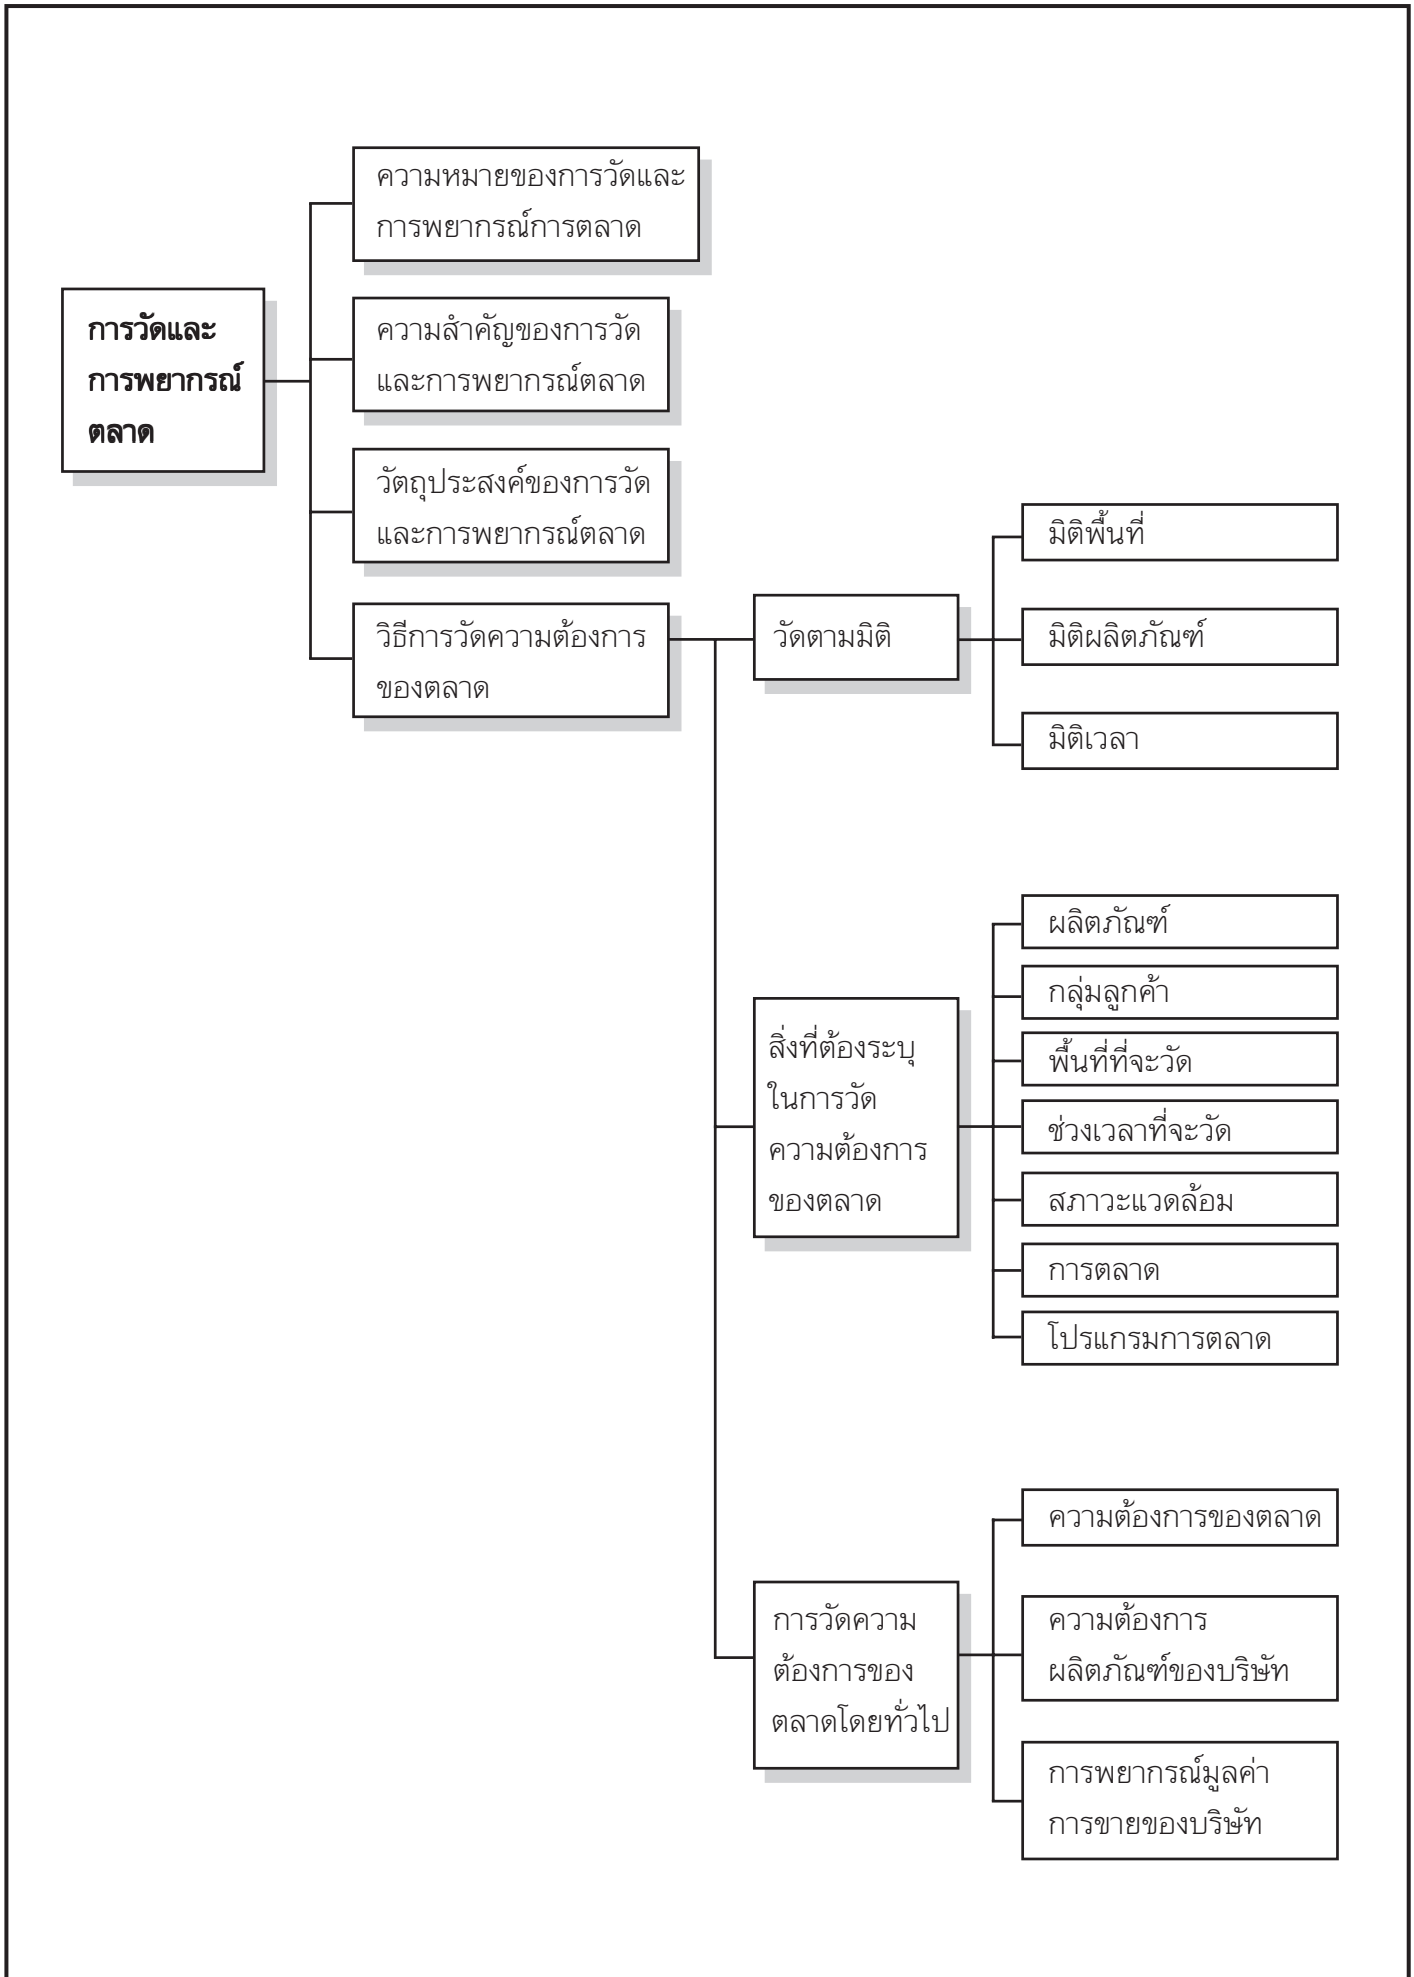 ความหมายของการวัดและ
การพยากรณ์การตลาด
การวัดและ
การพยากรณ์
ตลาด
ความสำคัญของการวัด
และการพยากรณ์ตลาด
วัตถุประสงค์ของการวัด
และการพยากรณ์ตลาด
วิธีการวัดความต้องการ
ของตลาด
วัดตามมิติ
มิติพื้นที่
มิติผลิตภัณฑ์
มิติเวลา
สิ่งที่ต้องระบุ
ในการวัด
ความต้องการ
ของตลาด
ผลิตภัณฑ์
กลุ่มลูกค้า
พื้นที่ที่จะวัด
ช่วงเวลาที่จะวัด
สภาวะแวดล้อม
การตลาด
โปรแกรมการตลาด
การวัดความ
ต้องการของ
ตลาดโดยทั่วไป
ความต้องการของตลาด
ความต้องการ
ผลิตภัณฑ์ของบริษัท
การพยากรณ์มูลค่า
การขายของบริษัท